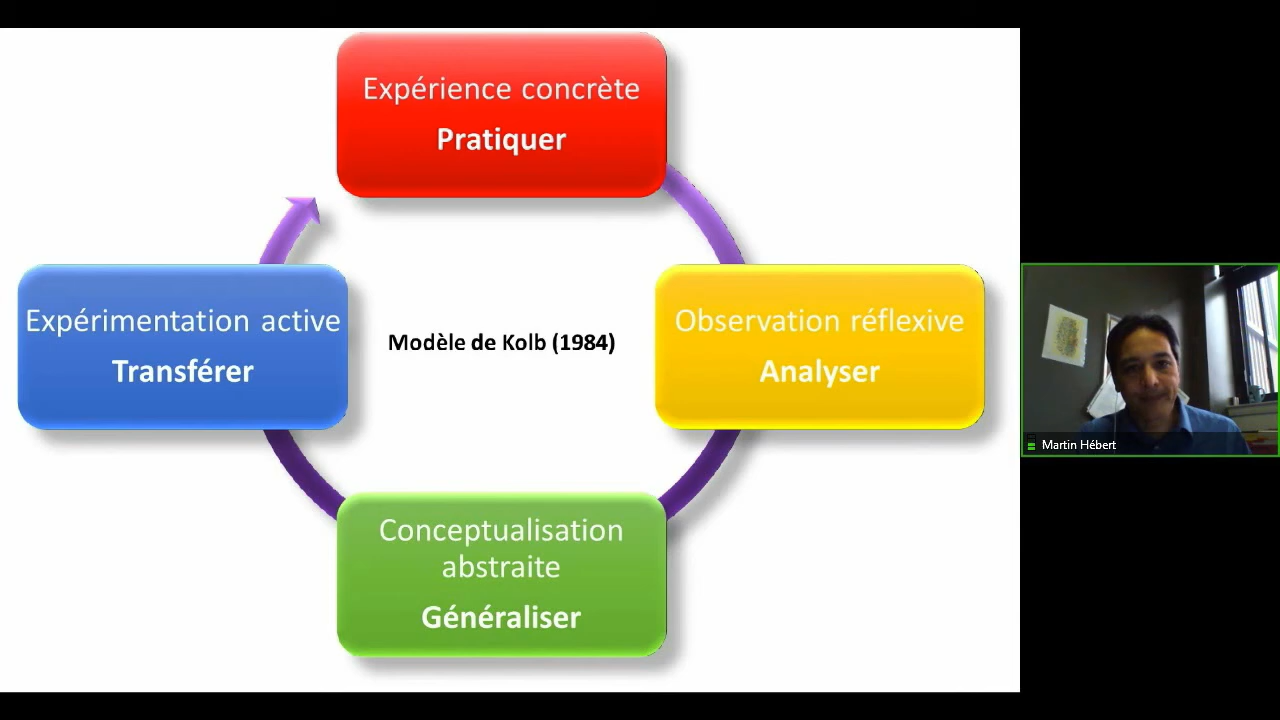 Expérience concrète
Pratiquer
Observation réflexive
Analyser
Conceptualisation
abstraite
Généraliser
Expérimentation active
Transférer
Modèle de Kolb (1984)
Martin Hébert